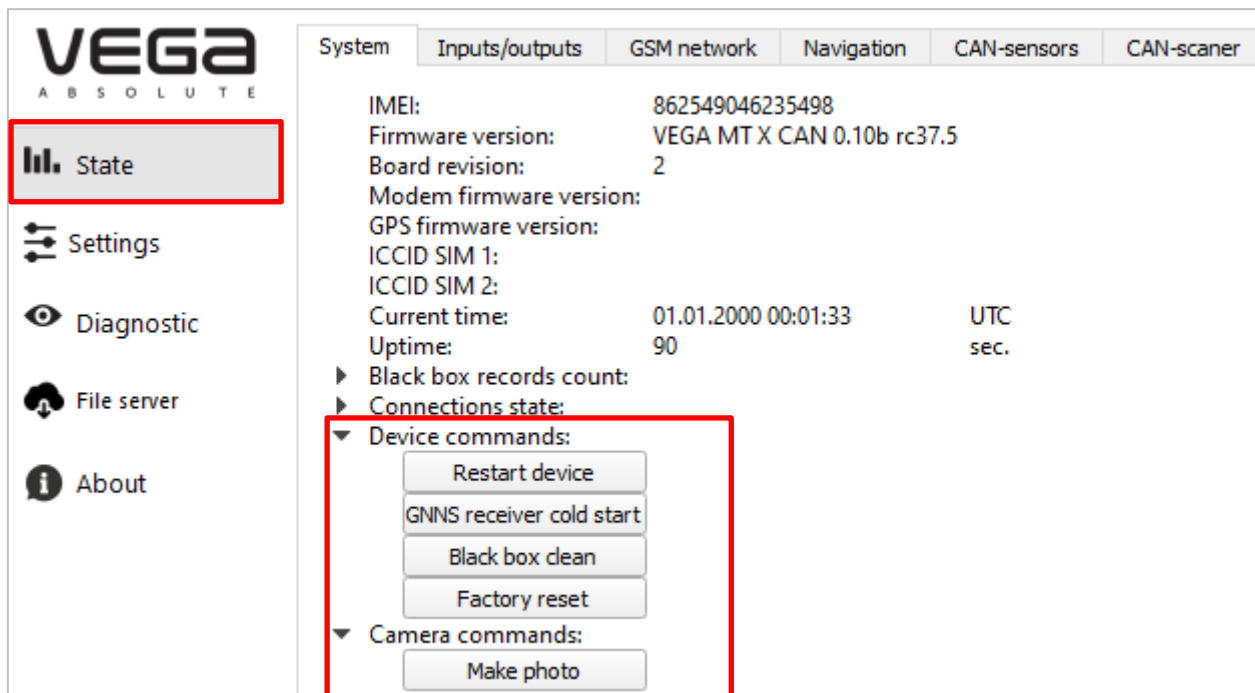 VEGA
ABSOLUTE
State
Settings
Diagnostic
File server
About
System Inputs/outputs GSM network Navigation CAN-sensors CAN-scaner
IMEI: 862549046235498
Firmware version: VEGA MT X CAN 0.10b rc37.5
Board revision: 2
Modem firmware version:
GPS firmware version:
ICCID SIM 1:
ICCID SIM 2:
Current time: 01.01.2000 00:01:33 UTC
Uptime: 90 sec.
Black box records count:
Connections state:
Device commands:
Restart device
GNNS receiver cold start
Black box clean
Factory reset
Camera commands:
Make photo